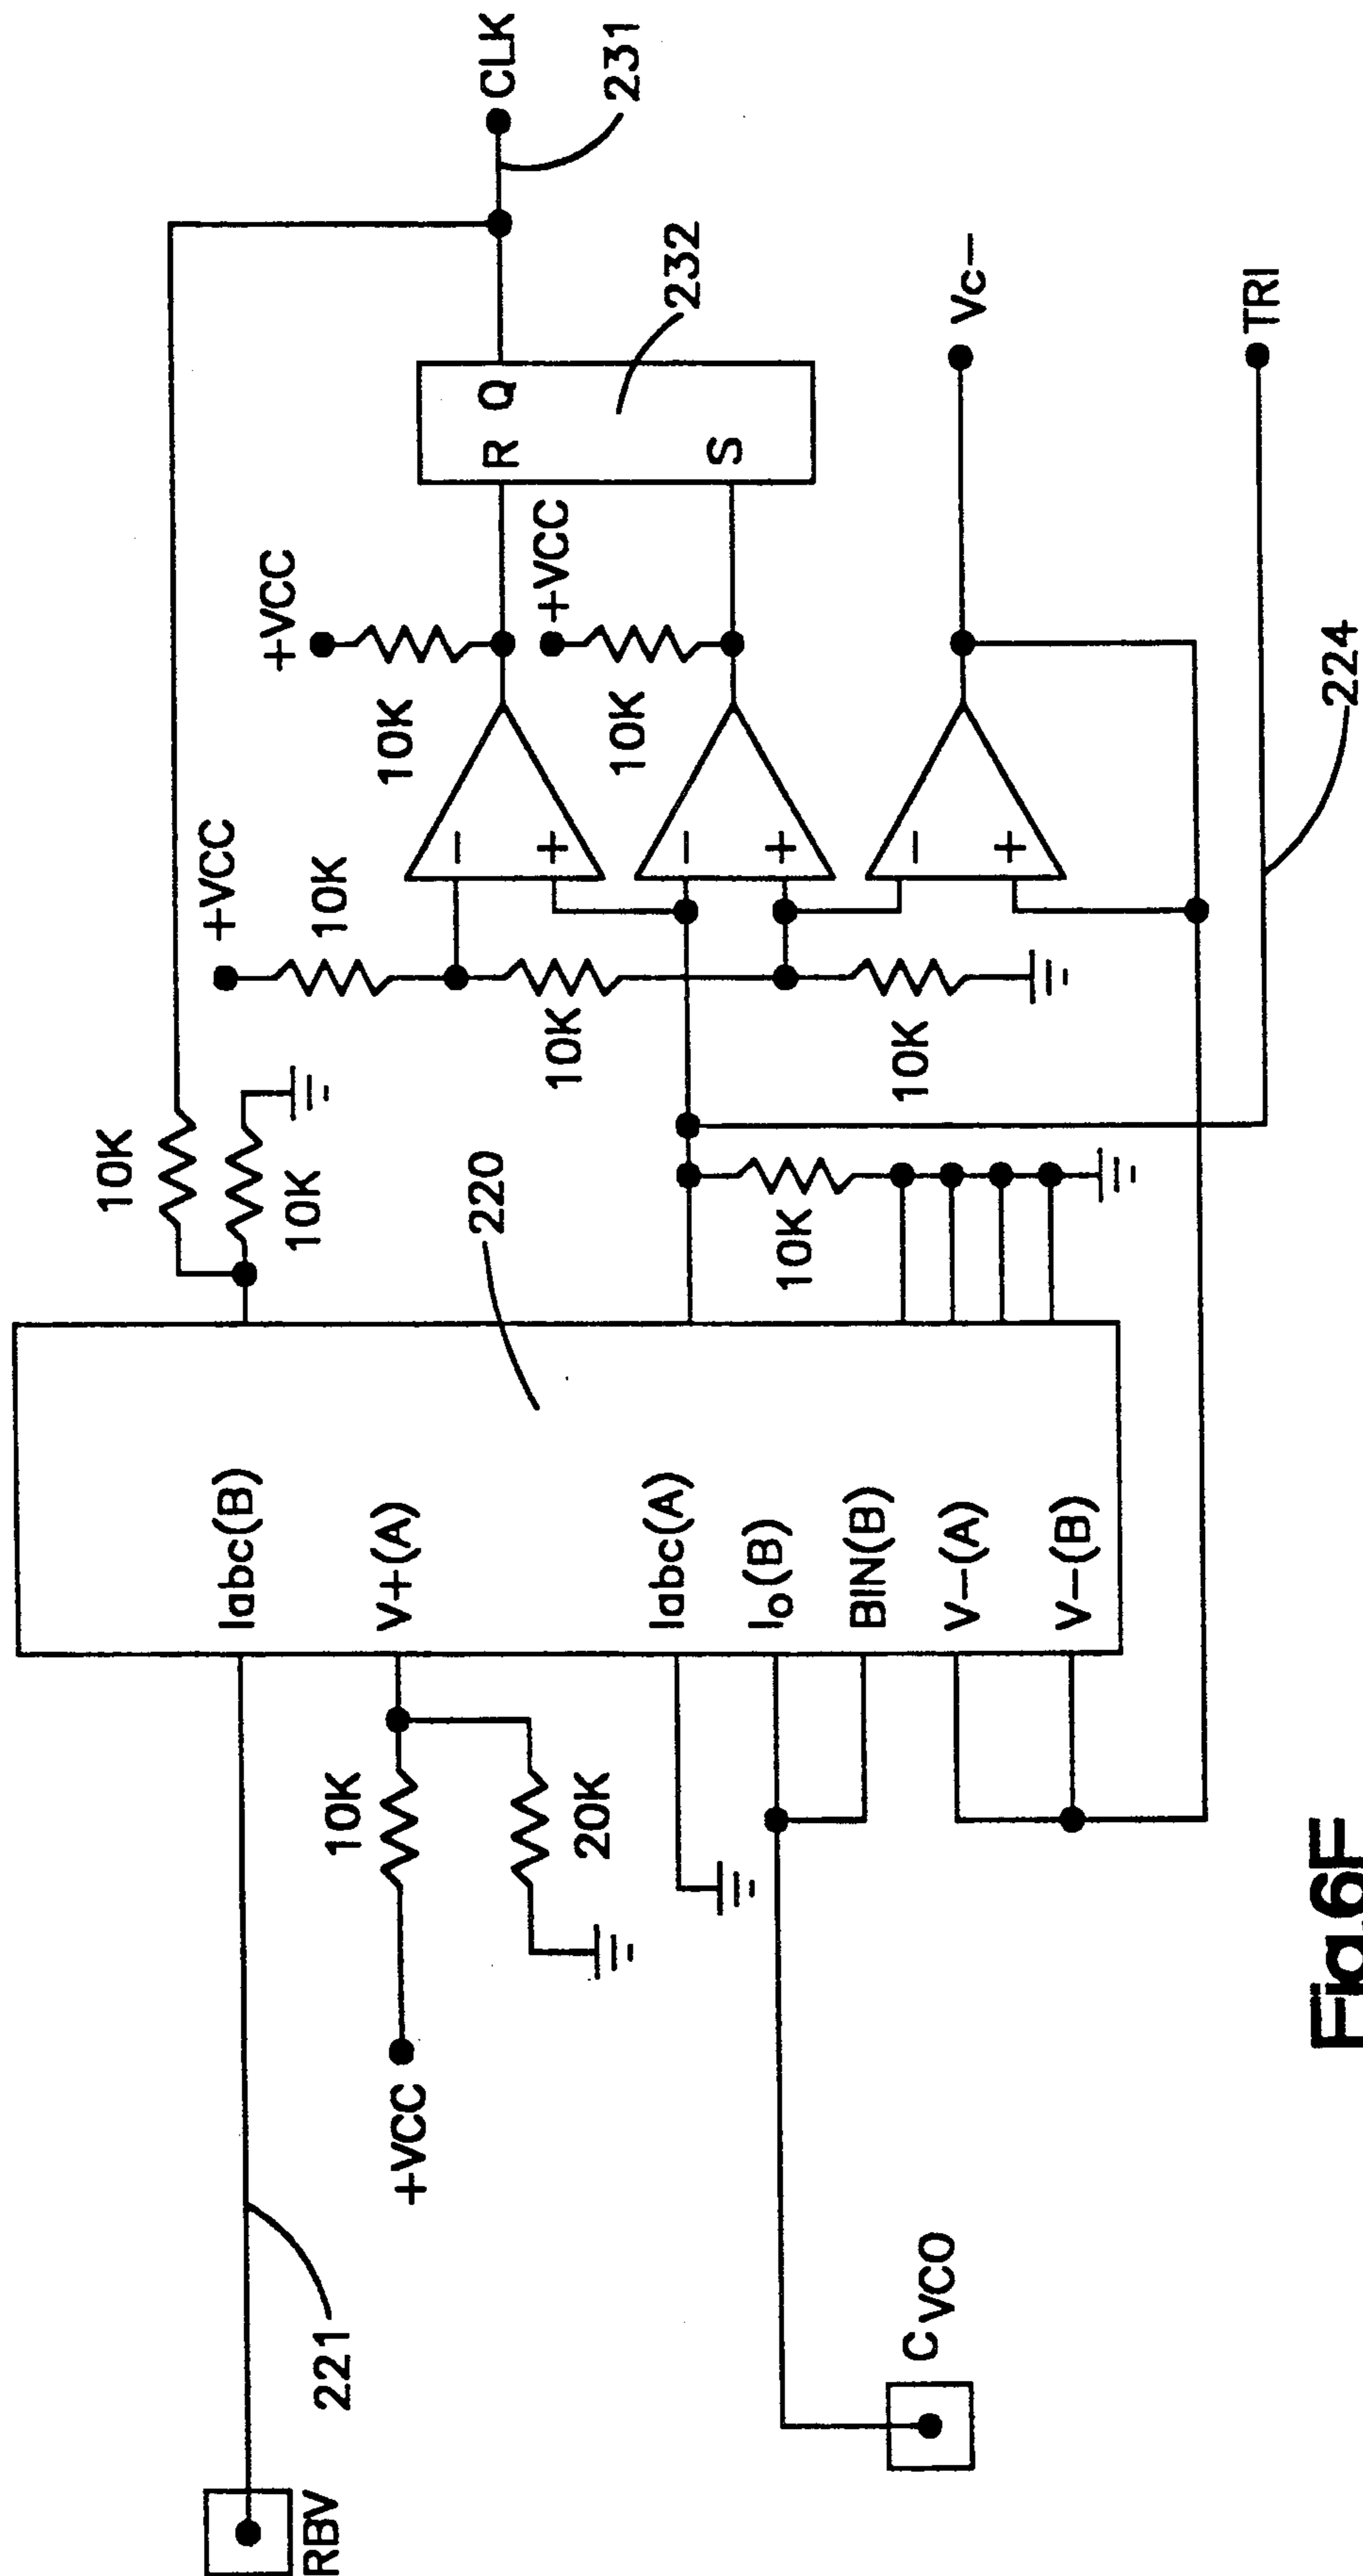 CLK
231
10K
10K
+VCC
10K
+VCC
10K
R Q
232
+VCC
10K
S
10K
10K
- +
- +
- +
Vc-
TRI
224
220
10K
Iabc(B)
V+(A)
Iabc(A)
Io(B)
BIN(B)
V-(A)
V-(B)
10K
20K
+VCC
221
RBV
CVCO
Fig.6F